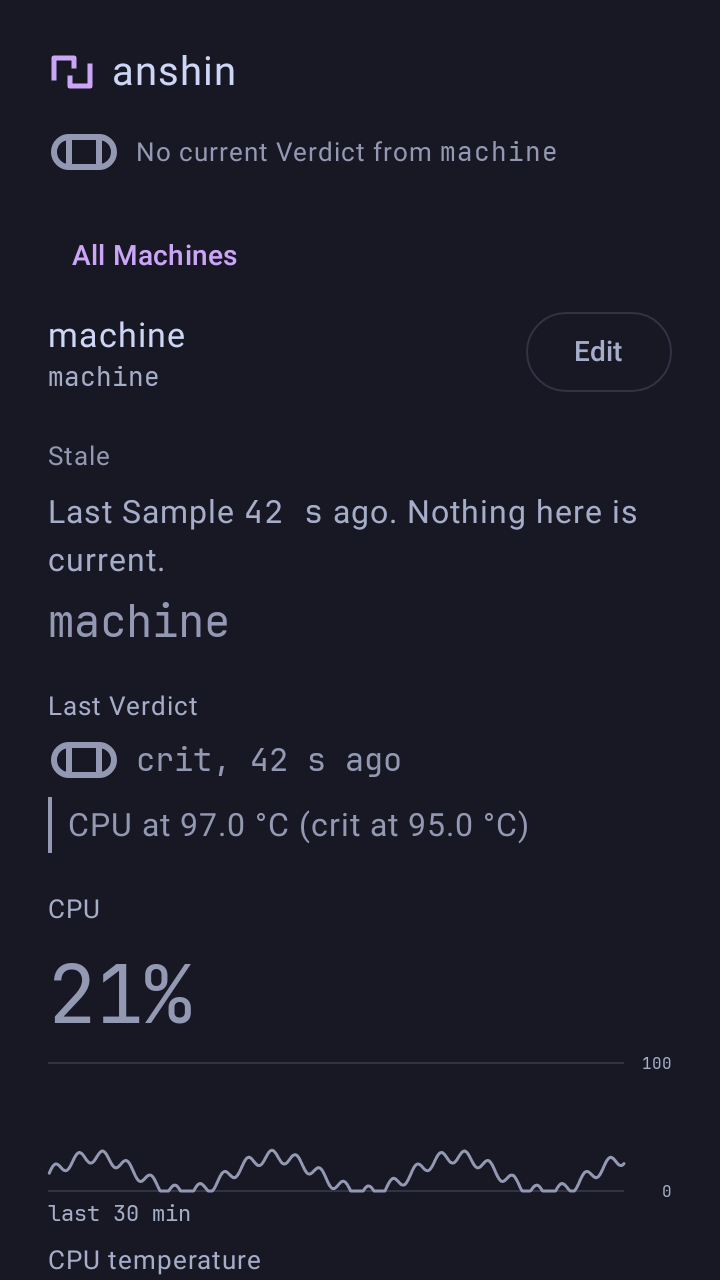 anshin
No current Verdict from machine
All Machines
machine
Edit
machine
Stale
Last Sample 42 s ago. Nothing here is
current.
machine
Last Verdict
crit, 42 s ago
CPU at 97.0 °C (crit at 95.0 °C)
CPU
21%
100
0
last 30 min
CPU temperature